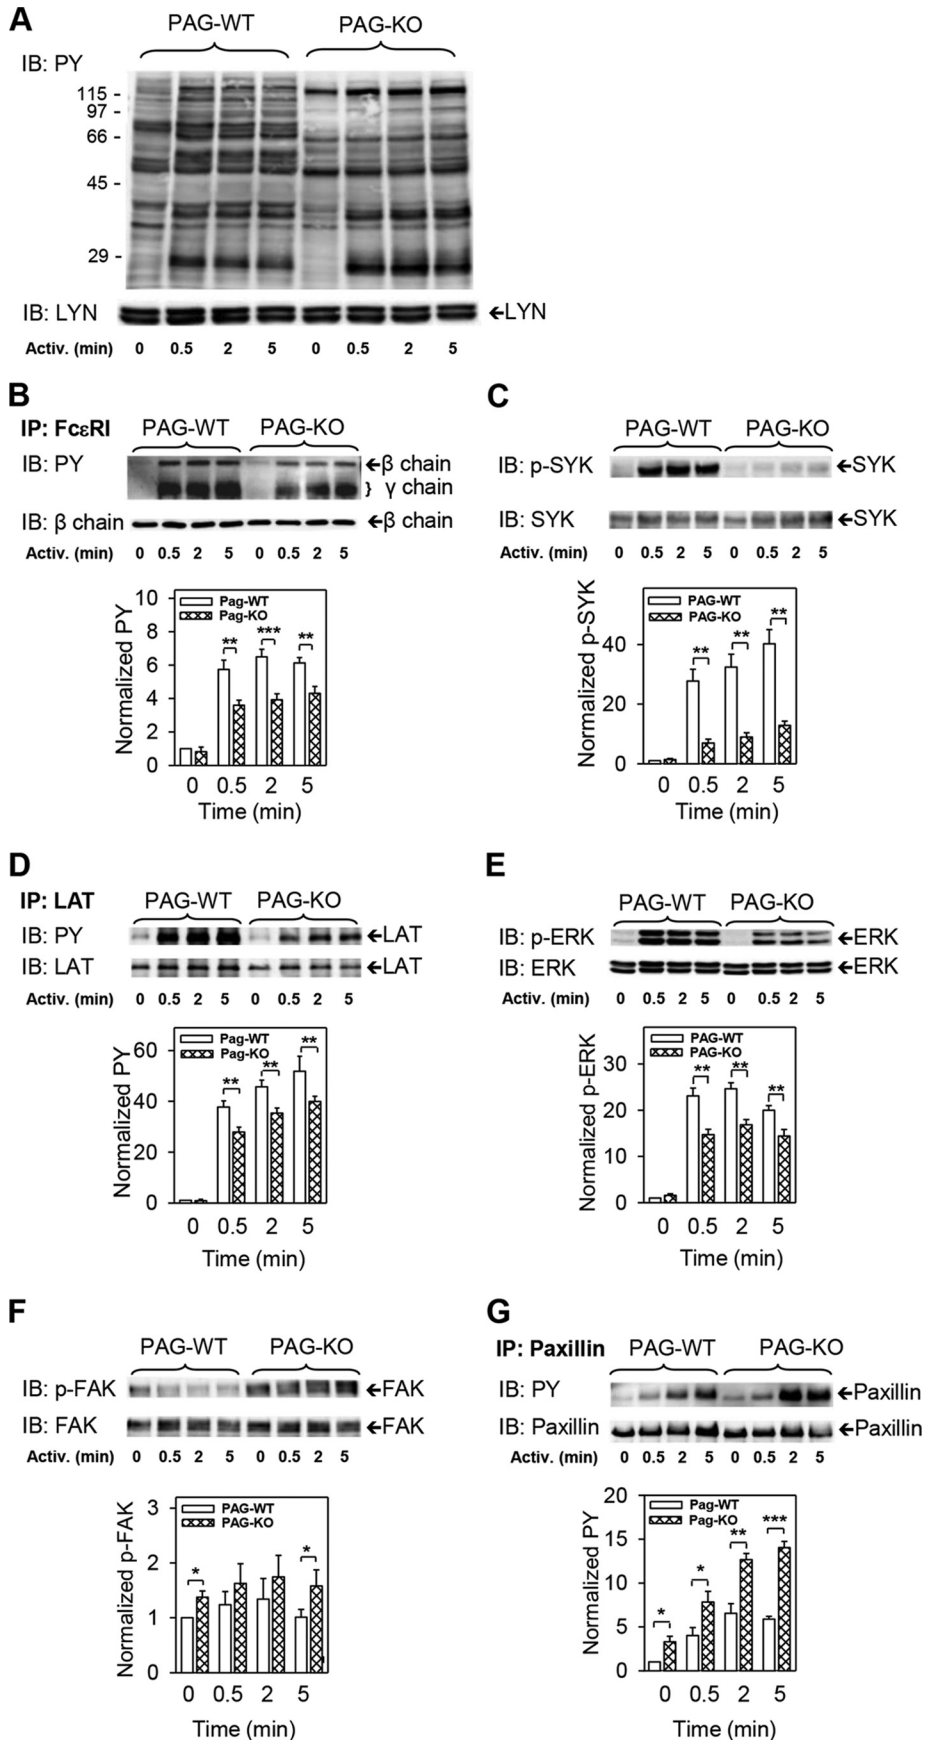 A
PAG-WT PAG-KO
IB: PY
115 -
97 -
66 -
45 -
29 -
IB: LYN ←LYN
Activ. (min) 0 0.5 2 5 0 0.5 2 5
B
IP: FcεRI PAG-WT PAG-KO
IB: PY ←β chain
} γ chain
IB: β chain ←β chain
Activ. (min) 0 0.5 2 5 0 0.5 2 5
Normalized PY
10
8
6
4
2
0
Pag-WT
Pag-KO
** *** **
0 0.5 2 5
Time (min)
C
PAG-WT PAG-KO
IB: p-SYK ←SYK
IB: SYK ←SYK
Activ. (min) 0 0.5 2 5 0 0.5 2 5
Normalized p-SYK
40
20
0
PAG-WT
PAG-KO
** ** **
0 0.5 2 5
Time (min)
D
IP: LAT PAG-WT PAG-KO
IB: PY ←LAT
IB: LAT ←LAT
Activ. (min) 0 0.5 2 5 0 0.5 2 5
Normalized PY
60
40
20
0
Pag-WT
Pag-KO
** ** **
0 0.5 2 5
Time (min)
E
PAG-WT PAG-KO
IB: p-ERK ←ERK
IB: ERK ←ERK
Activ. (min) 0 0.5 2 5 0 0.5 2 5
Normalized p-ERK
30
20
10
0
PAG-WT
PAG-KO
** ** **
0 0.5 2 5
Time (min)
F
PAG-WT PAG-KO
IB: p-FAK ←FAK
IB: FAK ←FAK
Activ. (min) 0 0.5 2 5 0 0.5 2 5
Normalized p-FAK
3
2
1
0
PAG-WT
PAG-KO
* *
0 0.5 2 5
Time (min)
G
IP: Paxillin PAG-WT PAG-KO
IB: PY ←Paxillin
IB: Paxillin ←Paxillin
Activ. (min) 0 0.5 2 5 0 0.5 2 5
Normalized PY
20
15
10
5
0
Pag-WT
Pag-KO
* * ** ***
0 0.5 2 5
Time (min)